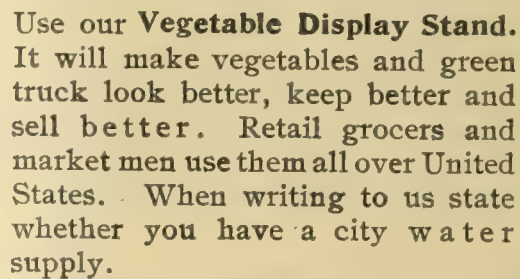 Use our Vegetable Display Stand.
It will make vegetables and green
truck look better, keep better and
sell better. Retail grocers and
market men use them all over United
States. When writing to us state
whether you have a city water
supply.